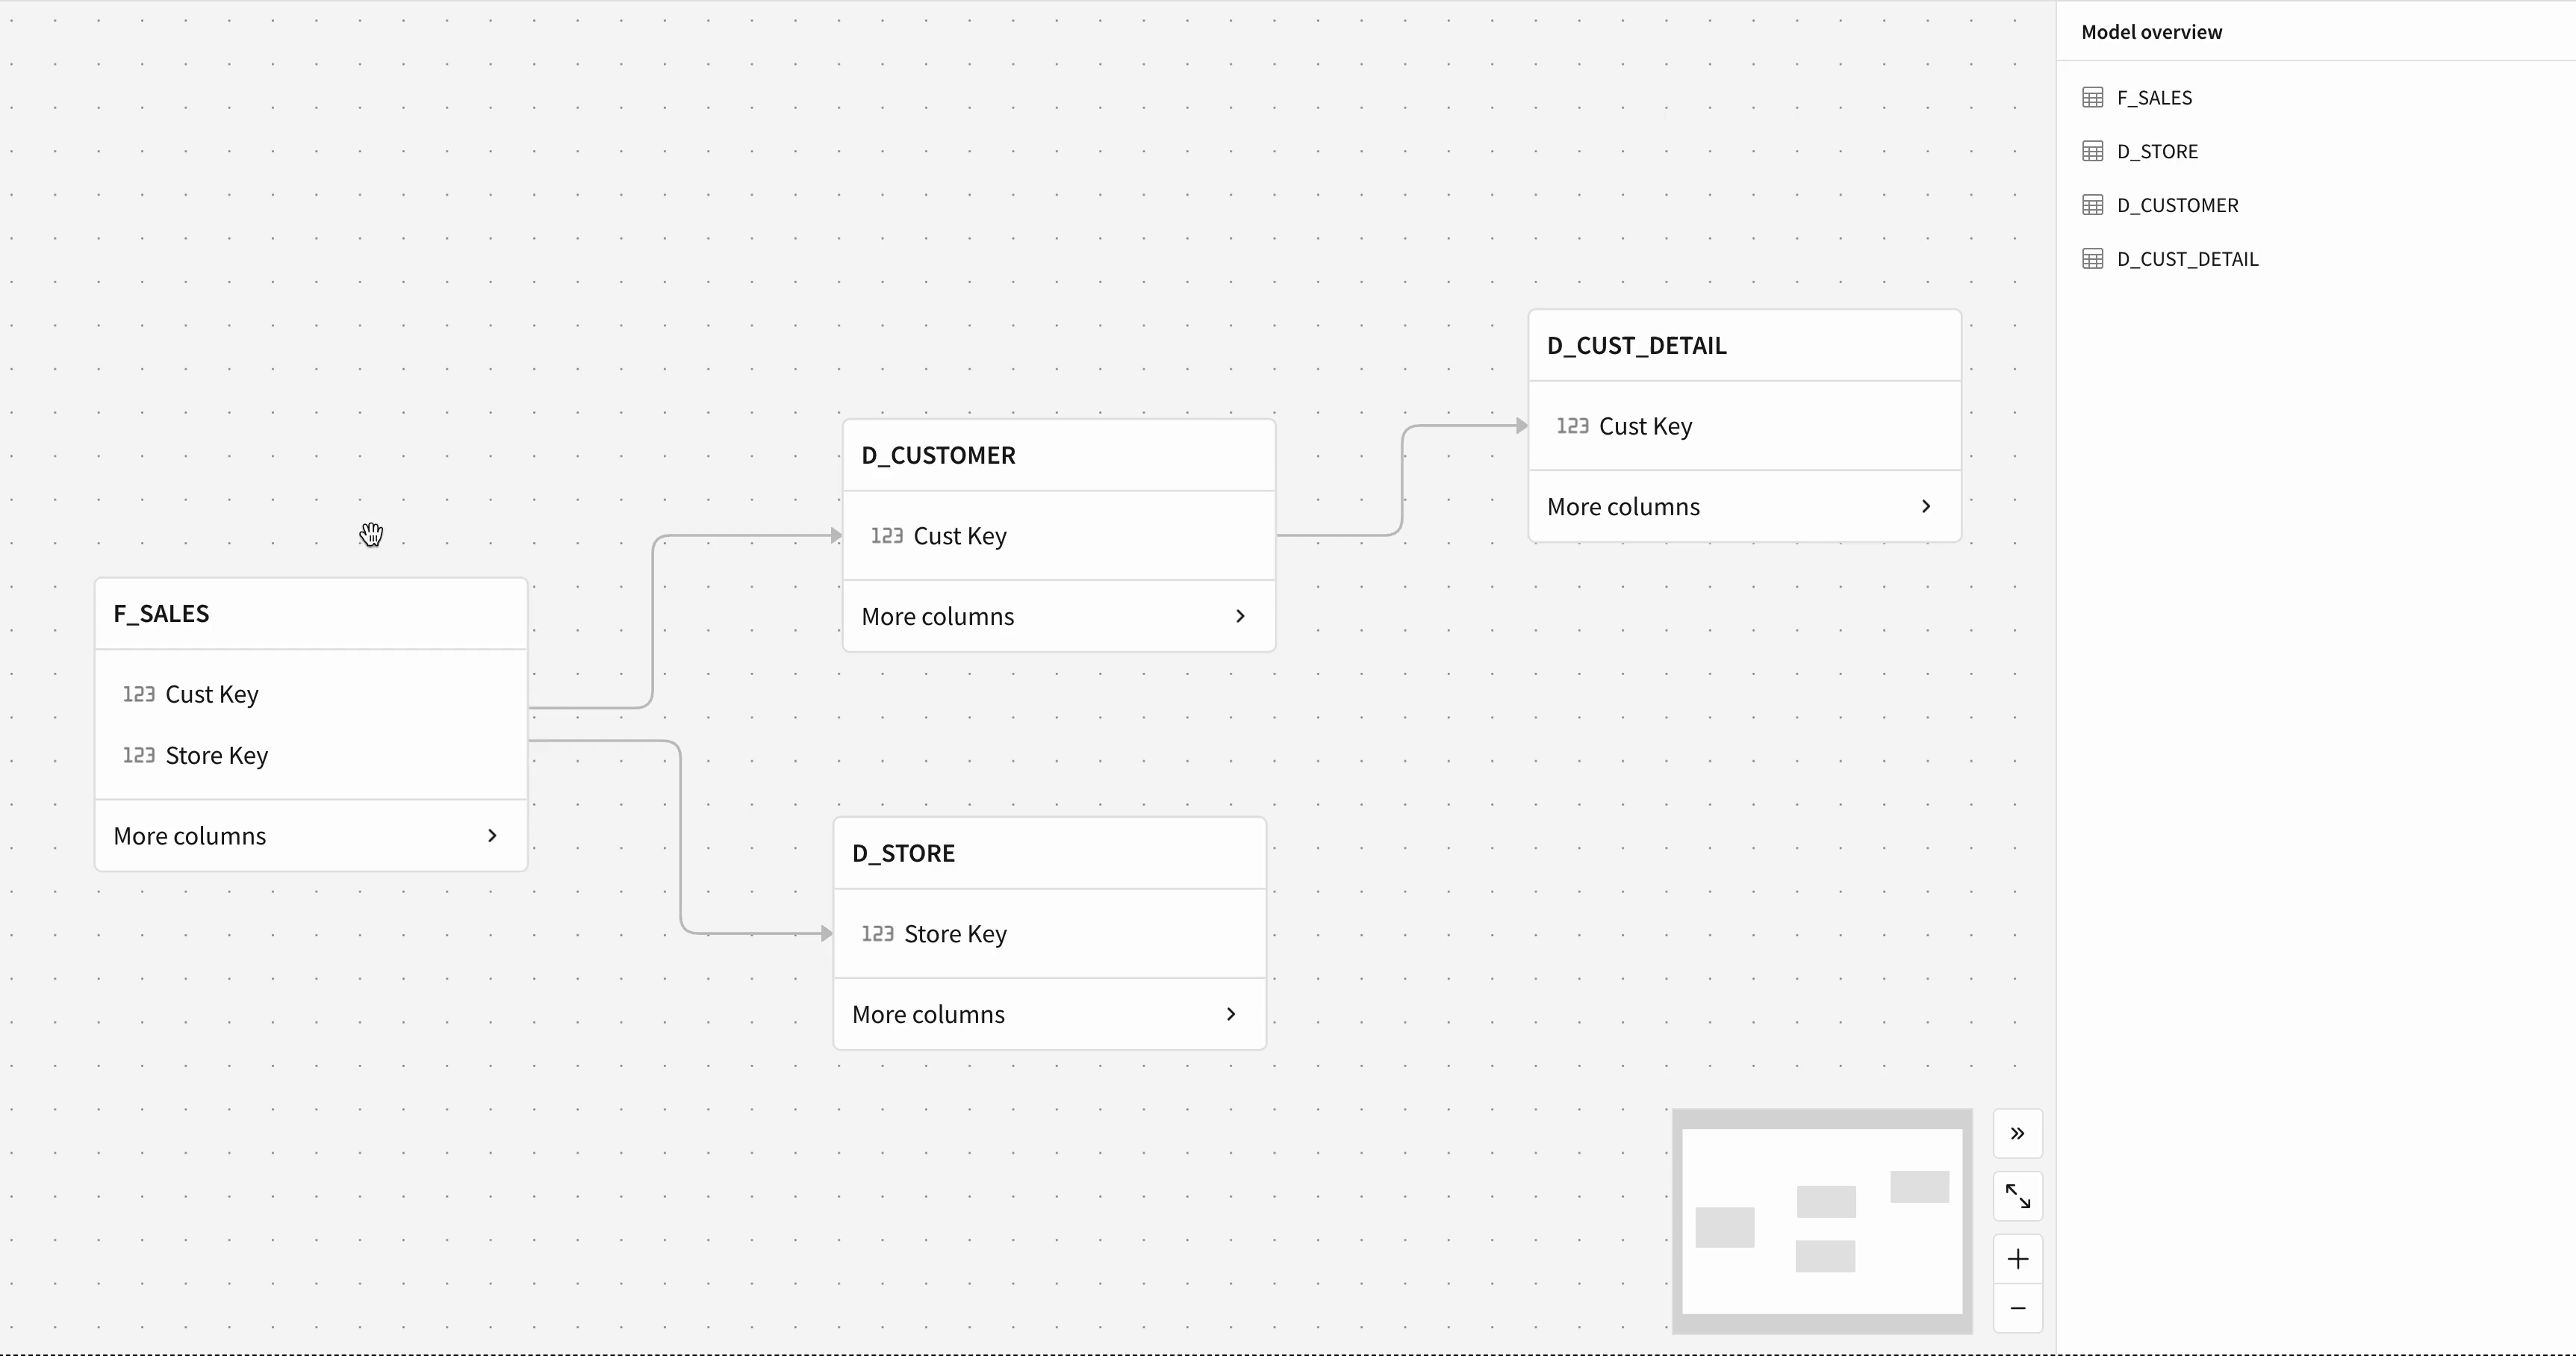 Model overview
F_SALES
D_STORE
D_CUSTOMER
D_CUST_DETAIL
D_CUST_DETAIL
123 Cust Key
More columns
D_CUSTOMER
123 Cust Key
More columns
F_SALES
123 Cust Key
123 Store Key
More columns
D_STORE
123 Store Key
More columns